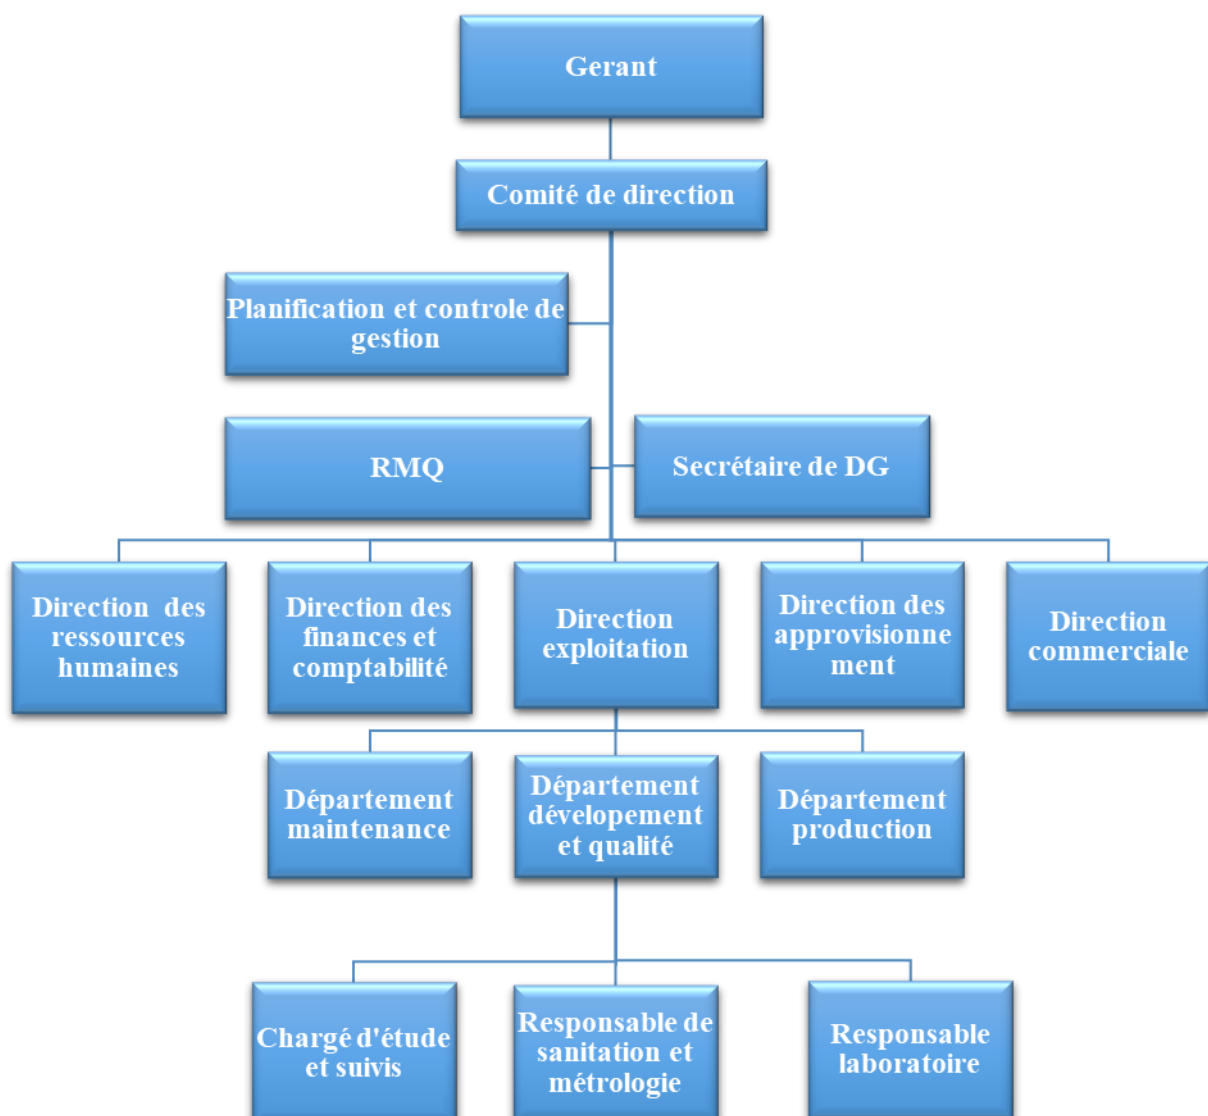 Gerant
Comité de direction
Planification et controle de
gestion
RMQ
Secrétaire de DG
Direction des
ressources
humaines
Direction des
finances et
comptabilité
Direction
exploitation
Direction des
approvisionne
ment
Direction
commerciale
Département
maintenance
Département
dévelopement
et qualité
Département
production
Chargé d'étude
et suivis
Responsable de
sanitation et
métrologie
Responsable
laboratoire